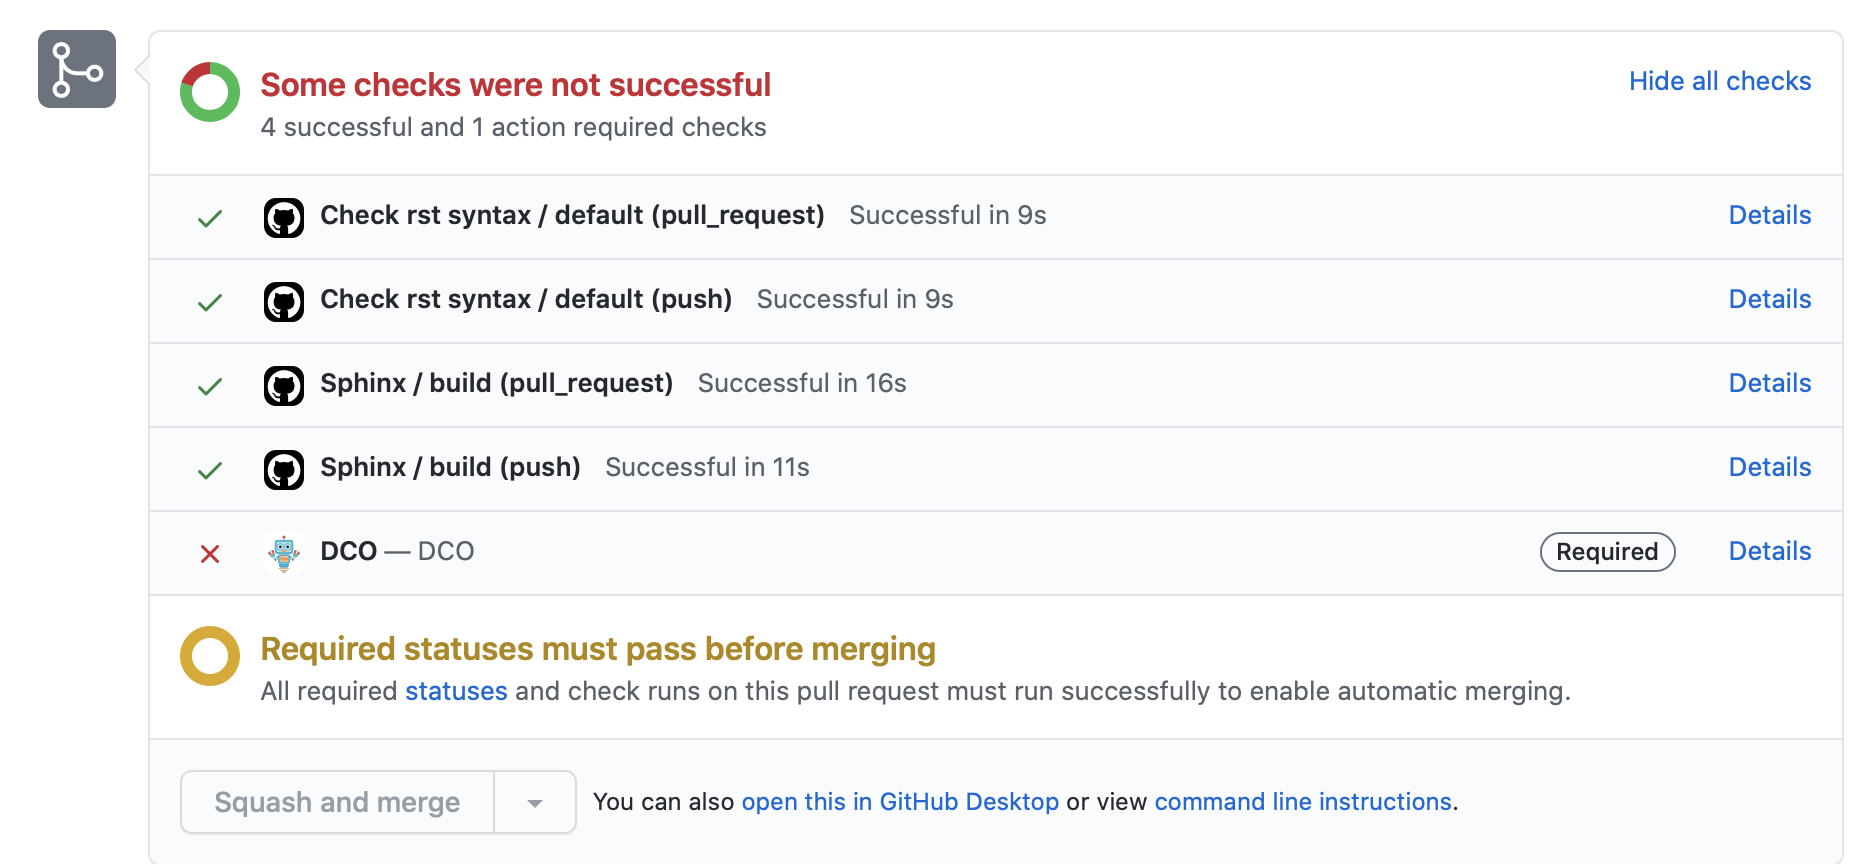 Some checks were not successful
Hide all checks
4 successful and 1 action required checks
Check rst syntax / default (pull_request) Successful in 9s Details
Check rst syntax / default (push) Successful in 9s Details
Sphinx / build (pull_request) Successful in 16s Details
Sphinx / build (push) Successful in 11s Details
DCO — DCO Required Details
Required statuses must pass before merging
All required statuses and check runs on this pull request must run successfully to enable automatic merging.
Squash and merge You can also open this in GitHub Desktop or view command line instructions.